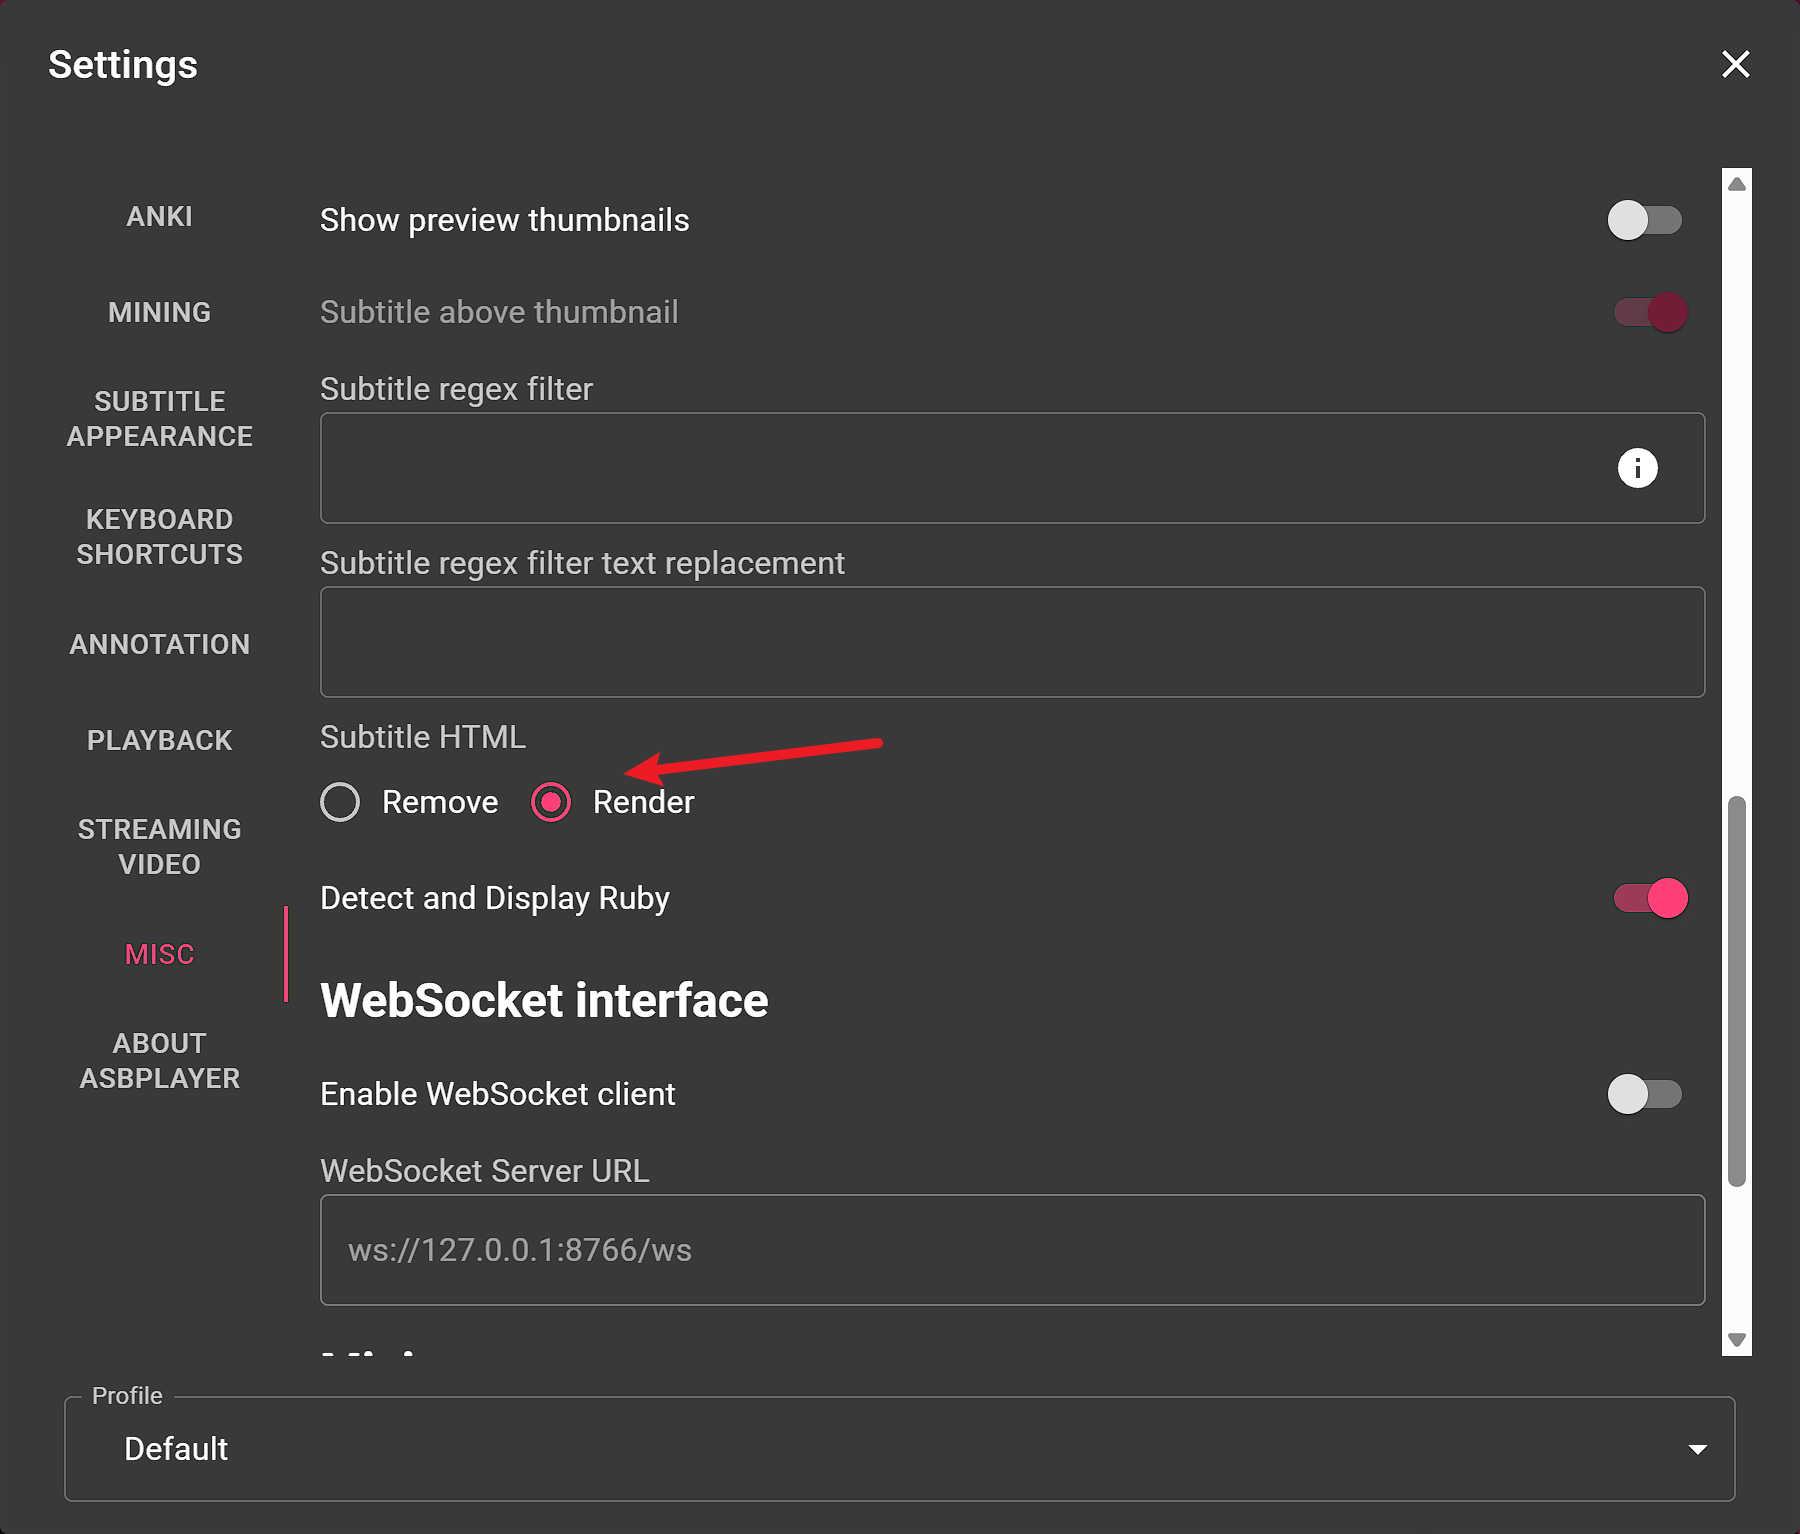 Settings
ANKI
MINING
SUBTITLE
APPEARANCE
KEYBOARD
SHORTCUTS
ANNOTATION
PLAYBACK
STREAMING
VIDEO
MISC
ABOUT
ASBPLAYER
Show preview thumbnails
Subtitle above thumbnail
Subtitle regex filter
Subtitle regex filter text replacement
Subtitle HTML
Remove Render
Detect and Display Ruby
WebSocket interface
Enable WebSocket client
WebSocket Server URL
ws://127.0.0.1:8766/ws
Profile
Default